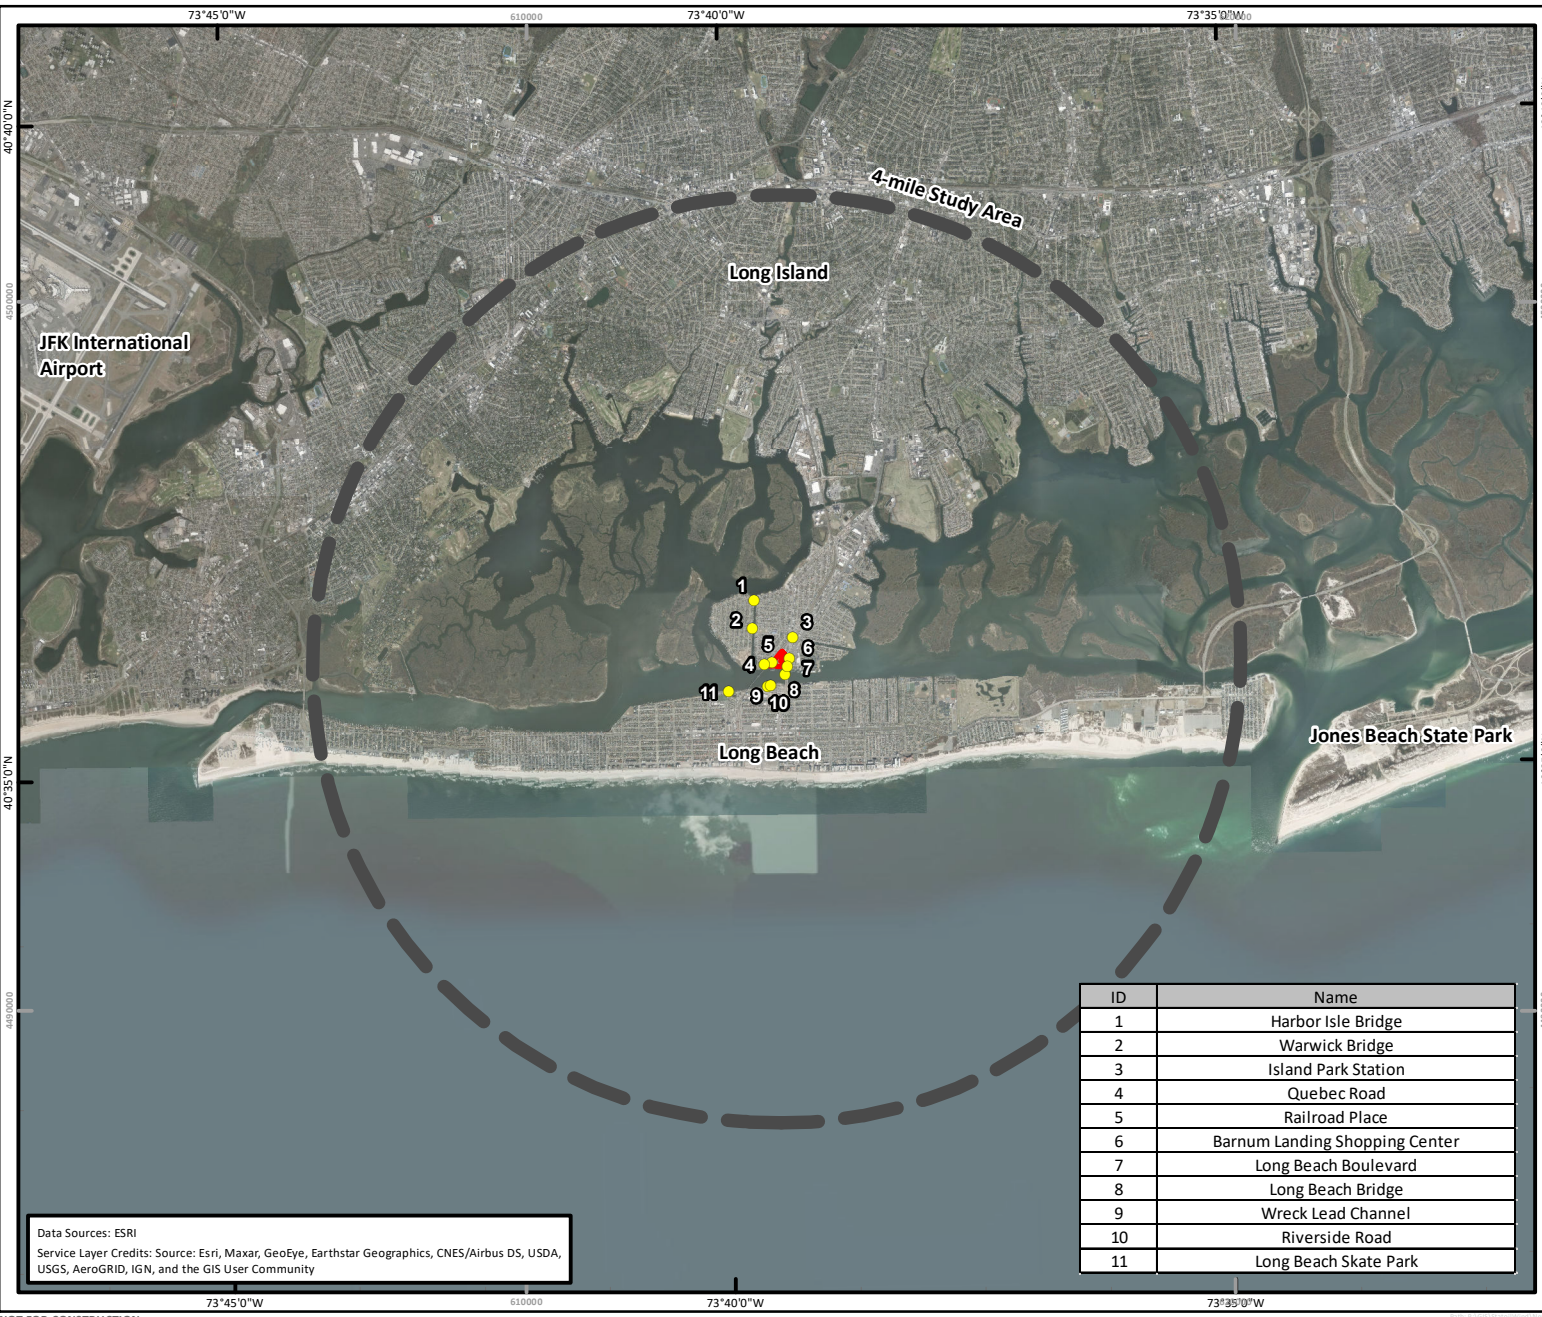 73°45'0"W
610000
73°40'0"W
73°35'0"W
40°40'0"N
4-mile Study Area
Long Island
4500000
JFK International
Airport
1
2
3
5
6
4
7
11
9
8
10
Long Beach
Jones Beach State Park
40°35'0"N
4490000
ID Name
1 Harbor Isle Bridge
2 Warwick Bridge
3 Island Park Station
4 Quebec Road
5 Railroad Place
6 Barnum Landing Shopping Center
7 Long Beach Boulevard
8 Long Beach Bridge
9 Wreck Lead Channel
10 Riverside Road
11 Long Beach Skate Park
Data Sources: ESRI
Service Layer Credits: Source: Esri, Maxar, GeoEye, Earthstar Geographics, CNES/Airbus DS, USDA,
USGS, AeroGRID, IGN, and the GIS User Community
73°45'0"W
610000
73°40'0"W
73°35'0"W